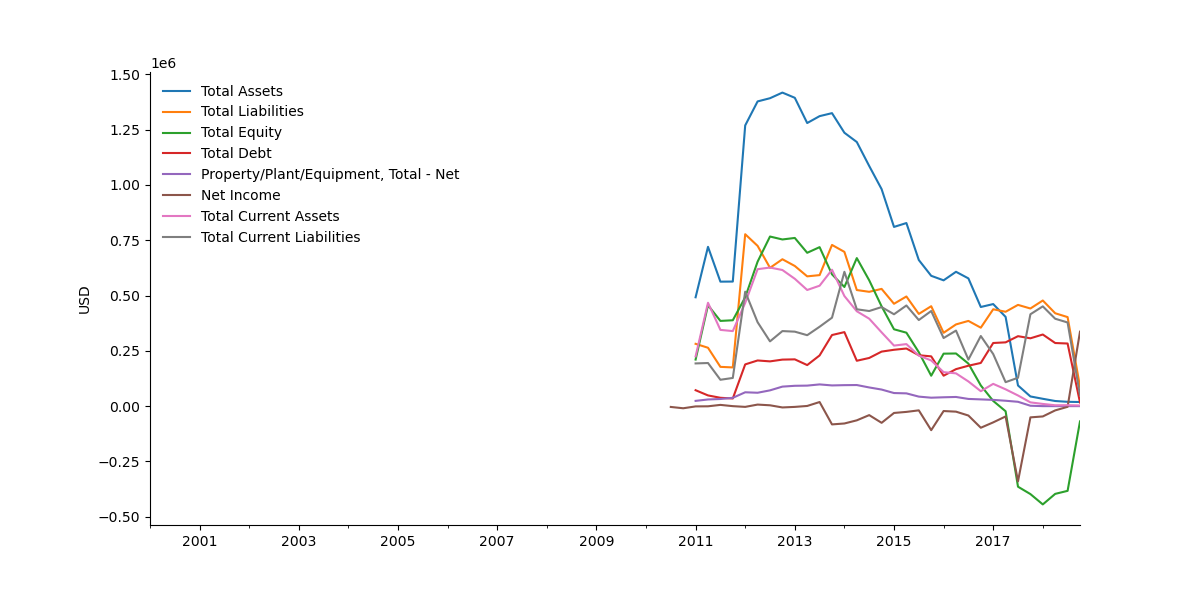 1e6
1.50
1.25
1.00
0.75
0.50
0.25
0.00
−0.25
−0.50
USD
Total Assets
Total Liabilities
Total Equity
Total Debt
Property/Plant/Equipment, Total - Net
Net Income
Total Current Assets
Total Current Liabilities
2001 2003 2005 2007 2009 2011 2013 2015 2017